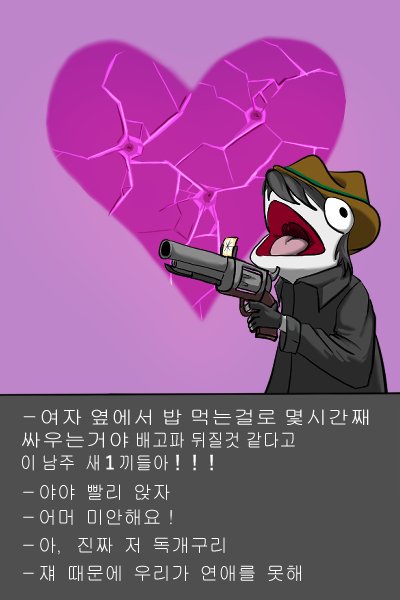 -여자 옆에서 밥 먹는걸로 몇시간째
싸우는거야 배고파 뒤질것 같다고
이 남주 새1끼들아!!!
-야야 빨리 앉자
-어머 미안해요!
-아, 진짜 저 독개구리
-쟤 때문에 우리가 연애를 못해